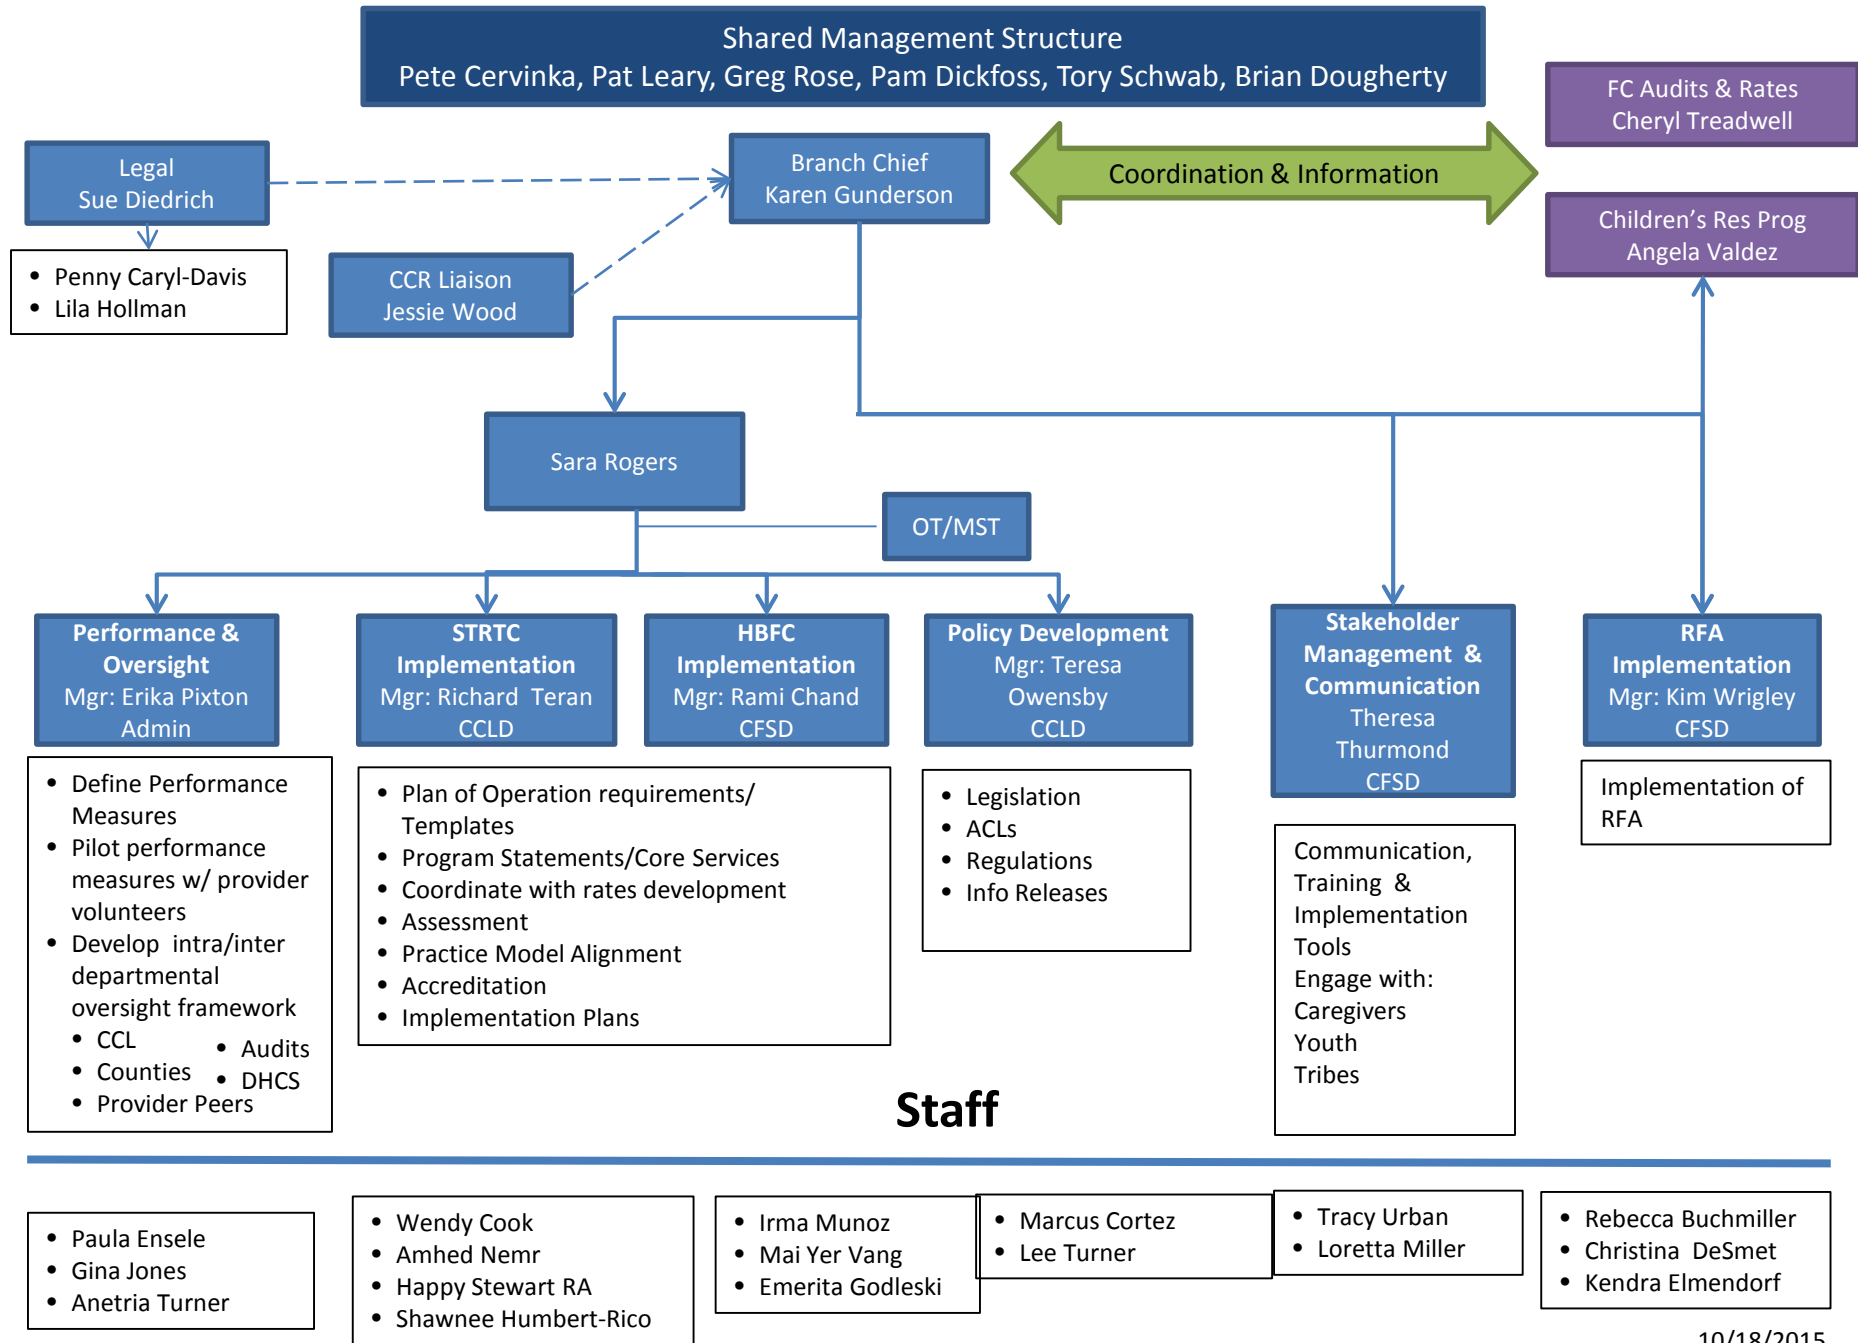 Shared Management Structure
Pete Cervinka, Pat Leary, Greg Rose, Pam Dickfoss, Tory Schwab, Brian Dougherty
FC Audits & Rates
Cheryl Treadwell
Legal
Sue Diedrich
Branch Chief
Karen Gunderson
Coordination & Information
Children’s Res Prog
Angela Valdez
• Penny Caryl-Davis
• Lila Hollman
CCR Liaison
Jessie Wood
Sara Rogers
OT/MST
Performance &
Oversight
Mgr: Erika Pixton
Admin
STRTC
Implementation
Mgr: Richard  Teran
CCLD
HBFC
Implementation
Mgr: Rami Chand
CFSD
Policy Development
Mgr: Teresa
Owensby
CCLD
Stakeholder
Management  &
Communication
Theresa
Thurmond
CFSD
RFA
Implementation
Mgr: Kim Wrigley
CFSD
• Define Performance
Measures
• Pilot performance
measures w/ provider
volunteers
• Develop  intra/inter
departmental
oversight framework
• CCL
• Counties
• Provider Peers
• Audits
• DHCS
• Plan of Operation requirements/
Templates
• Program Statements/Core Services
• Coordinate with rates development
• Assessment
• Practice Model Alignment
• Accreditation
• Implementation Plans
• Legislation
• ACLs
• Regulations
• Info Releases
Communication,
Training  &
Implementation
Tools
Engage with:
Caregivers
Youth
Tribes
Implementation of
RFA
Staff
• Paula Ensele
• Gina Jones
• Anetria Turner
• Wendy Cook
• Amhed Nemr
• Happy Stewart RA
• Shawnee Humbert-Rico
• Irma Munoz
• Mai Yer Vang
• Emerita Godleski
• Marcus Cortez
• Lee Turner
• Tracy Urban
• Loretta Miller
• Rebecca Buchmiller
• Christina  DeSmet
• Kendra Elmendorf
10/18/2015